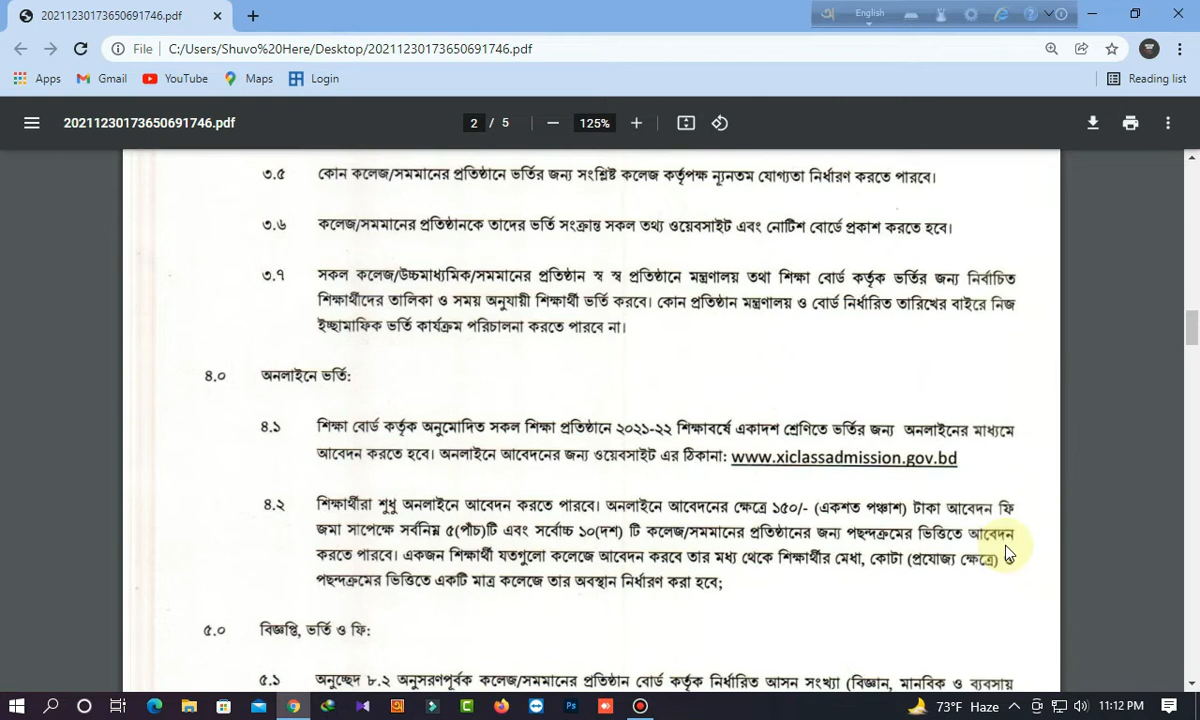 20211230173650691746.pdf
English
File C:/Users/Shuvo%20Here/Desktop/20211230173650691746.pdf
Apps Gmail YouTube Maps Login Reading list
20211230173650691746.pdf 2 / 5 125%
৩.৫ কোন কলেজ/সমমানের প্রতিষ্ঠানে ভর্তির জন্য সংশ্লিষ্ট কলেজ কর্তৃপক্ষ ন্যূনতম যোগ্যতা নির্ধারণ করতে পারবে।
৩.৬ কলেজ/সমমানের প্রতিষ্ঠানকে তাদের ভর্তি সংক্রান্ত সকল তথ্য ওয়েবসাইট এবং নোটিশ বোর্ডে প্রকাশ করতে হবে।
৩.৭ সকল কলেজ/উচ্চমাধ্যমিক/সমমানের প্রতিষ্ঠান স্ব স্ব প্রতিষ্ঠানে মন্ত্রণালয় তথা শিক্ষা বোর্ড কর্তৃক ভর্তির জন্য নির্বাচিত
শিক্ষার্থীদের তালিকা ও সময় অনুযায়ী শিক্ষার্থী ভর্তি করবে। কোন প্রতিষ্ঠান মন্ত্রণালয় ও বোর্ড নির্ধারিত তারিখের বাইরে নিজ
ইচ্ছামাফিক ভর্তি কার্যক্রম পরিচালনা করতে পারবে না।
৪.০ অনলাইনে ভর্তি:
৪.১ শিক্ষা বোর্ড কর্তৃক অনুমোদিত সকল শিক্ষা প্রতিষ্ঠানে ২০২১-২২ শিক্ষাবর্ষে একাদশ শ্রেণিতে ভর্তির জন্য অনলাইনের মাধ্যমে
আবেদন করতে হবে। অনলাইনে আবেদনের জন্য ওয়েবসাইট এর ঠিকানা: www.xiclassadmission.gov.bd
৪.২ শিক্ষার্থীরা শুধু অনলাইনে আবেদন করতে পারবে। অনলাইনে আবেদনের ক্ষেত্রে ১৫০/- (একশত পঞ্চাশ) টাকা আবেদন ফি
জমা সাপেক্ষে সর্বনিম্ন ৫(পাঁচ)টি এবং সর্বোচ্চ ১০(দশ) টি কলেজ/সমমানের প্রতিষ্ঠানের জন্য পছন্দক্রমের ভিত্তিতে আবেদন
করতে পারবে। একজন শিক্ষার্থী যতগুলো কলেজে আবেদন করবে তার মধ্য থেকে শিক্ষার্থীর মেধা, কোটা (প্রযোজ্য ক্ষেত্রে) ও
পছন্দক্রমের ভিত্তিতে একটি মাত্র কলেজে তার অবস্থান নির্ধারণ করা হবে;
৫.০ বিজ্ঞপ্তি, ভর্তি ও ফি:
৫.১ অনুচ্ছেদ ৮.২ অনুসরণপূর্বক কলেজ/সমমানের প্রতিষ্ঠান বোর্ড কর্তৃক নির্ধারিত আসন সংখ্যা (বিজ্ঞান, মানবিক ও ব্যবসায়
73°F Haze 11:12 PM